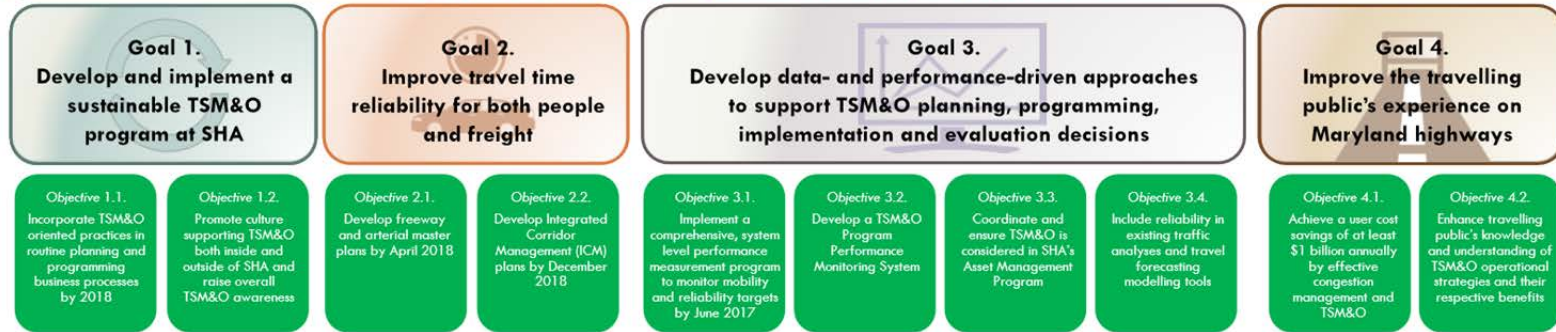 Goal 1.
Develop and implement a
sustainable TSM&O
program at SHA
Goal 2.
Improve travel time
reliability for both people
and freight
Goal 3.
Develop data- and performance-driven approaches
to support TSM&O planning, programming,
implementation and evaluation decisions
Goal 4.
Improve the travelling
public's experience on
Maryland highways
Objective 1.1.
Incorporate TSM&O
oriented practices in
routine planning and
programming
business processes
by 2018
Objective 1.2.
Promote culture
supporting TSM&O
both inside and
outside of SHA and
raise overall
TSM&O awareness
Objective 2.1.
Develop freeway
and arterial master
plans by April 2018
Objective 2.2.
Develop Integrated
Corridor
Management (ICM)
plans by December
2018
Objective 3.1.
Implement a
comprehensive, system
level performance
measurement program
to monitor mobility
and reliability targets
by June 2017
Objective 3.2.
Develop a TSM&O
Program
Performance
Monitoring System
Objective 3.3.
Coordinate and
ensure TSM&O is
considered in SHA's
Asset Management
Program
Objective 3.4.
Include reliability in
existing traffic
analyses and travel
forecasting
modelling tools
Objective 4.1.
Achieve a user cost
savings of at least
$1 billion annually
by effective
congestion
management and
TSM&O
Objective 4.2.
Enhance travelling
public's knowledge
and understanding of
TSM&O operational
strategies and their
respective benefits